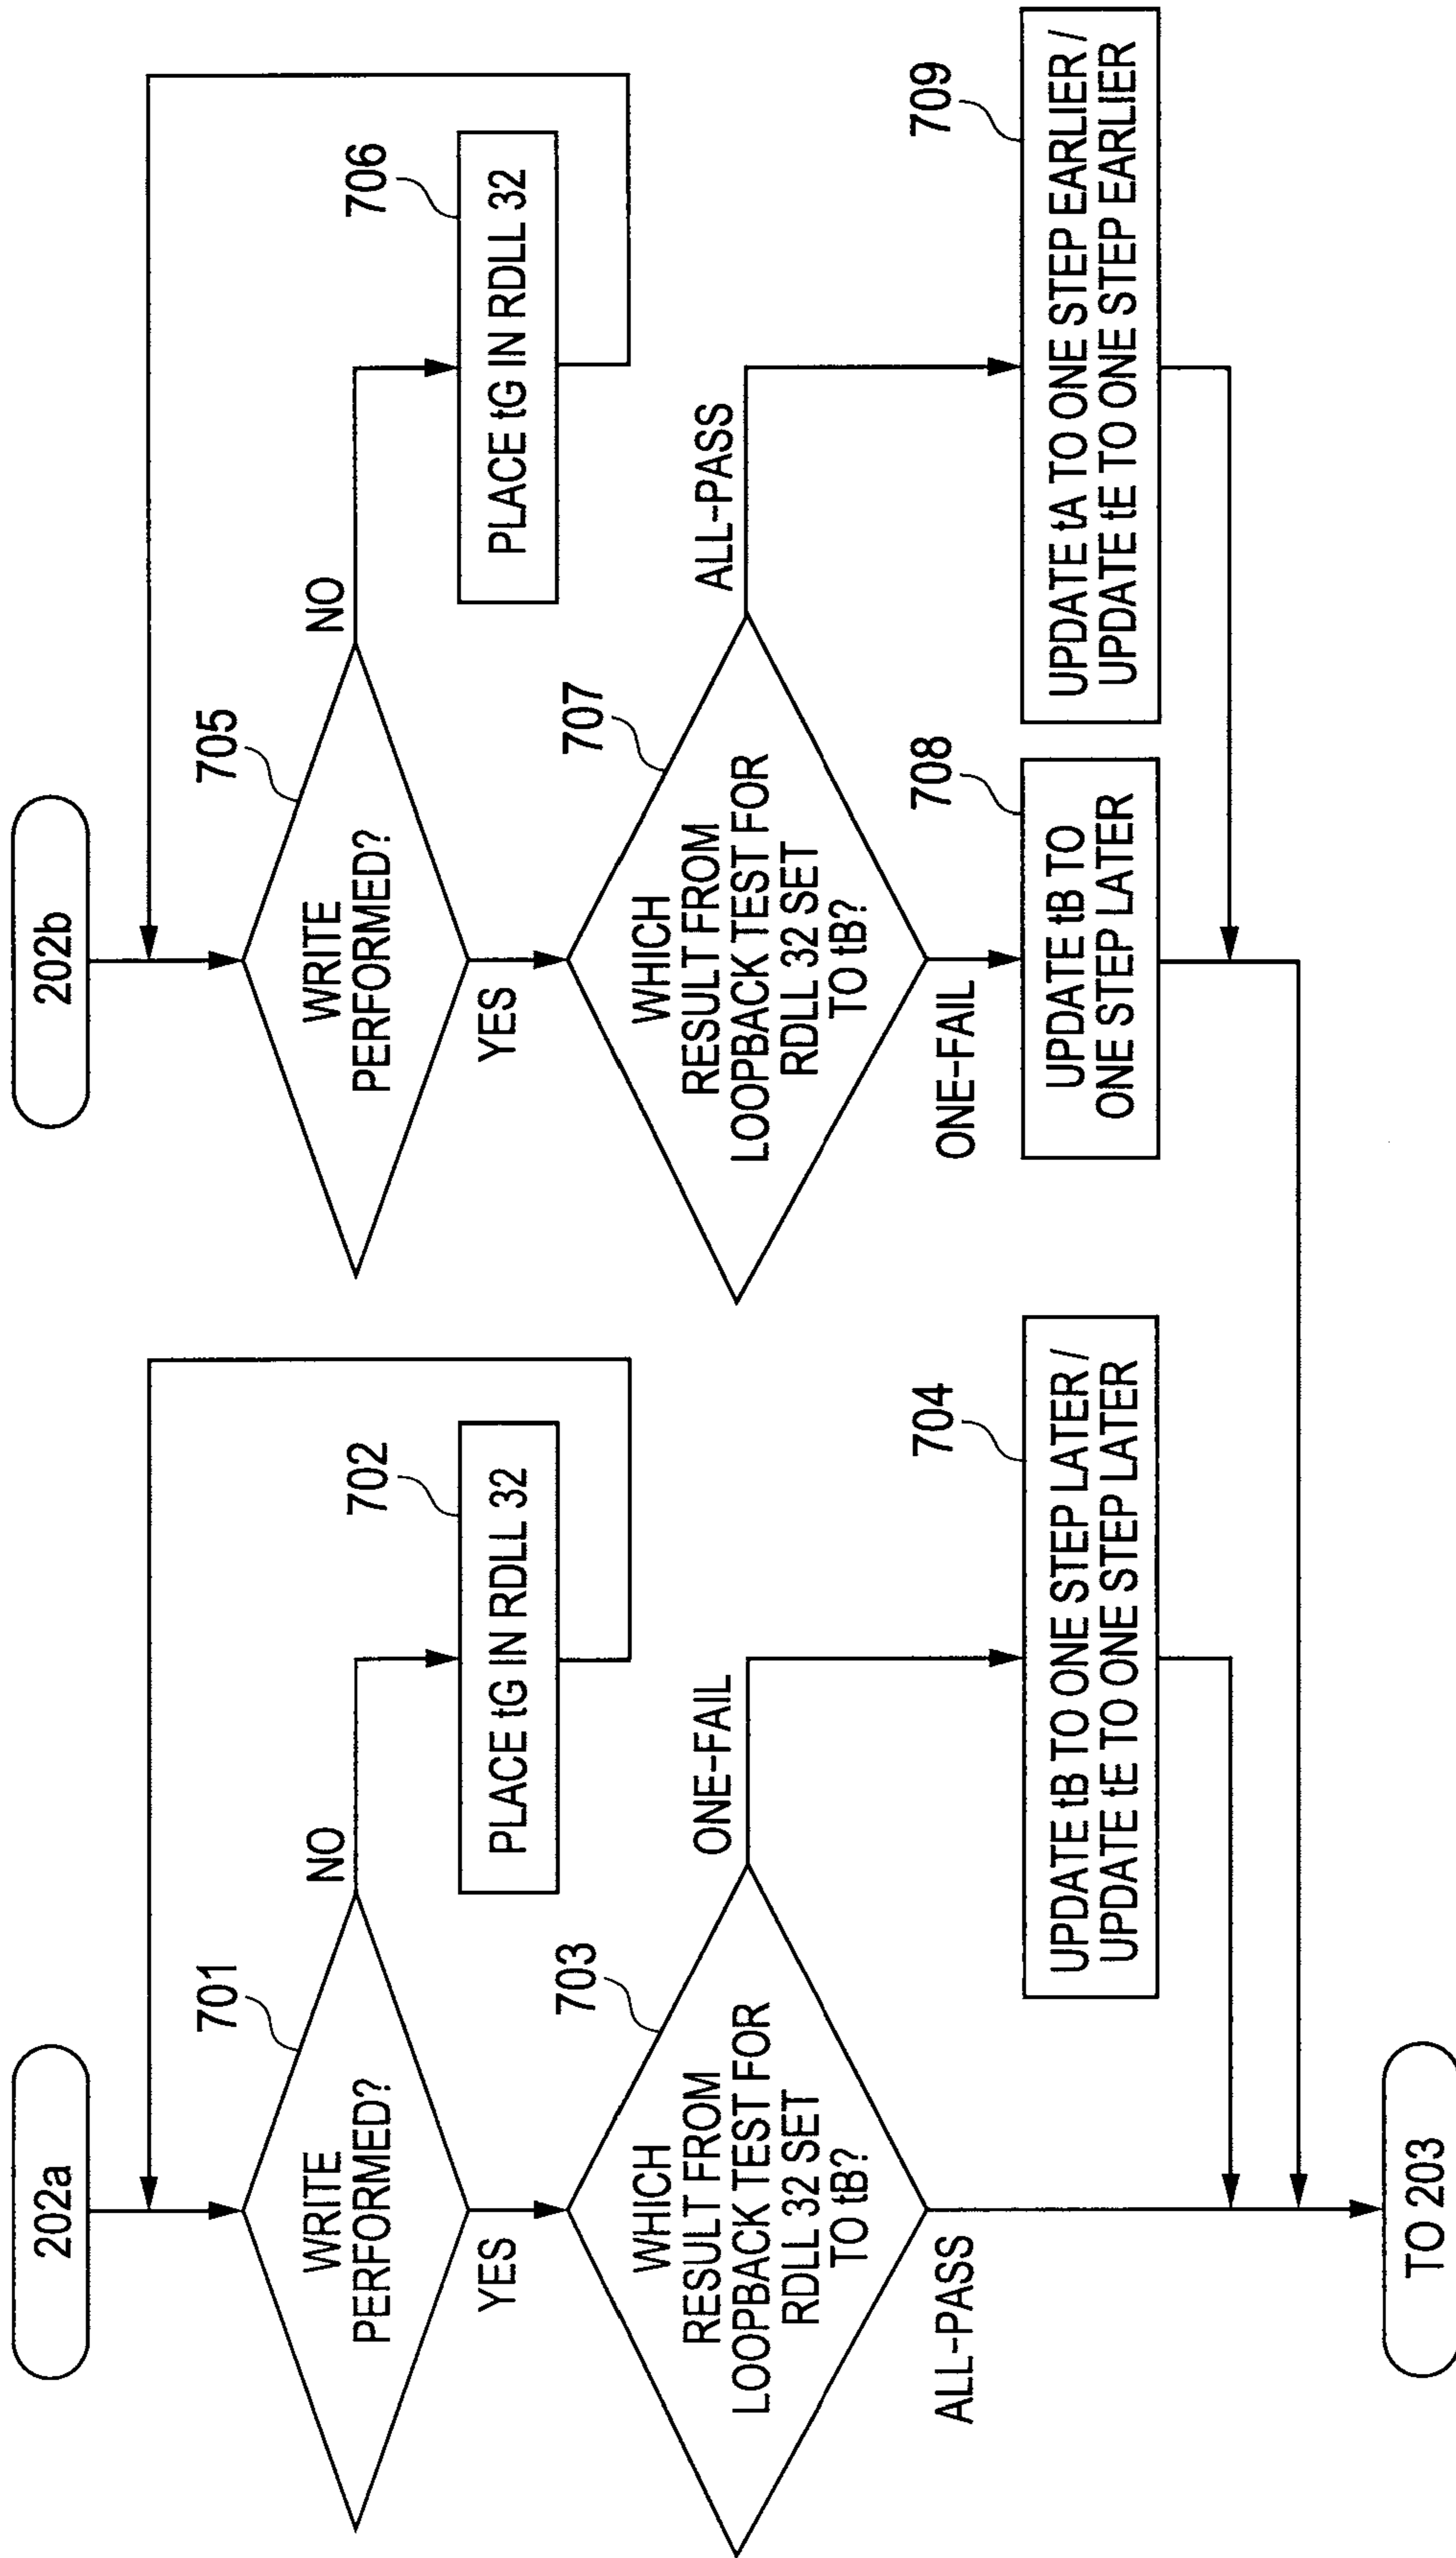 202a
701
WRITE
PERFORMED?
NO
YES
702
PLACE tG IN RDLL 32
703
WHICH
RESULT FROM
LOOPBACK TEST FOR
RDLL 32 SET
TO tB?
ONE-FAIL
ALL-PASS
704
UPDATE tB TO ONE STEP LATER /
UPDATE tE TO ONE STEP LATER
TO 203
202b
705
WRITE
PERFORMED?
NO
YES
706
PLACE tG IN RDLL 32
707
WHICH
RESULT FROM
LOOPBACK TEST FOR
RDLL 32 SET
TO tB?
ALL-PASS
ONE-FAIL
708
UPDATE tB TO
ONE STEP LATER
709
UPDATE tA TO ONE STEP EARLIER /
UPDATE tE TO ONE STEP EARLIER